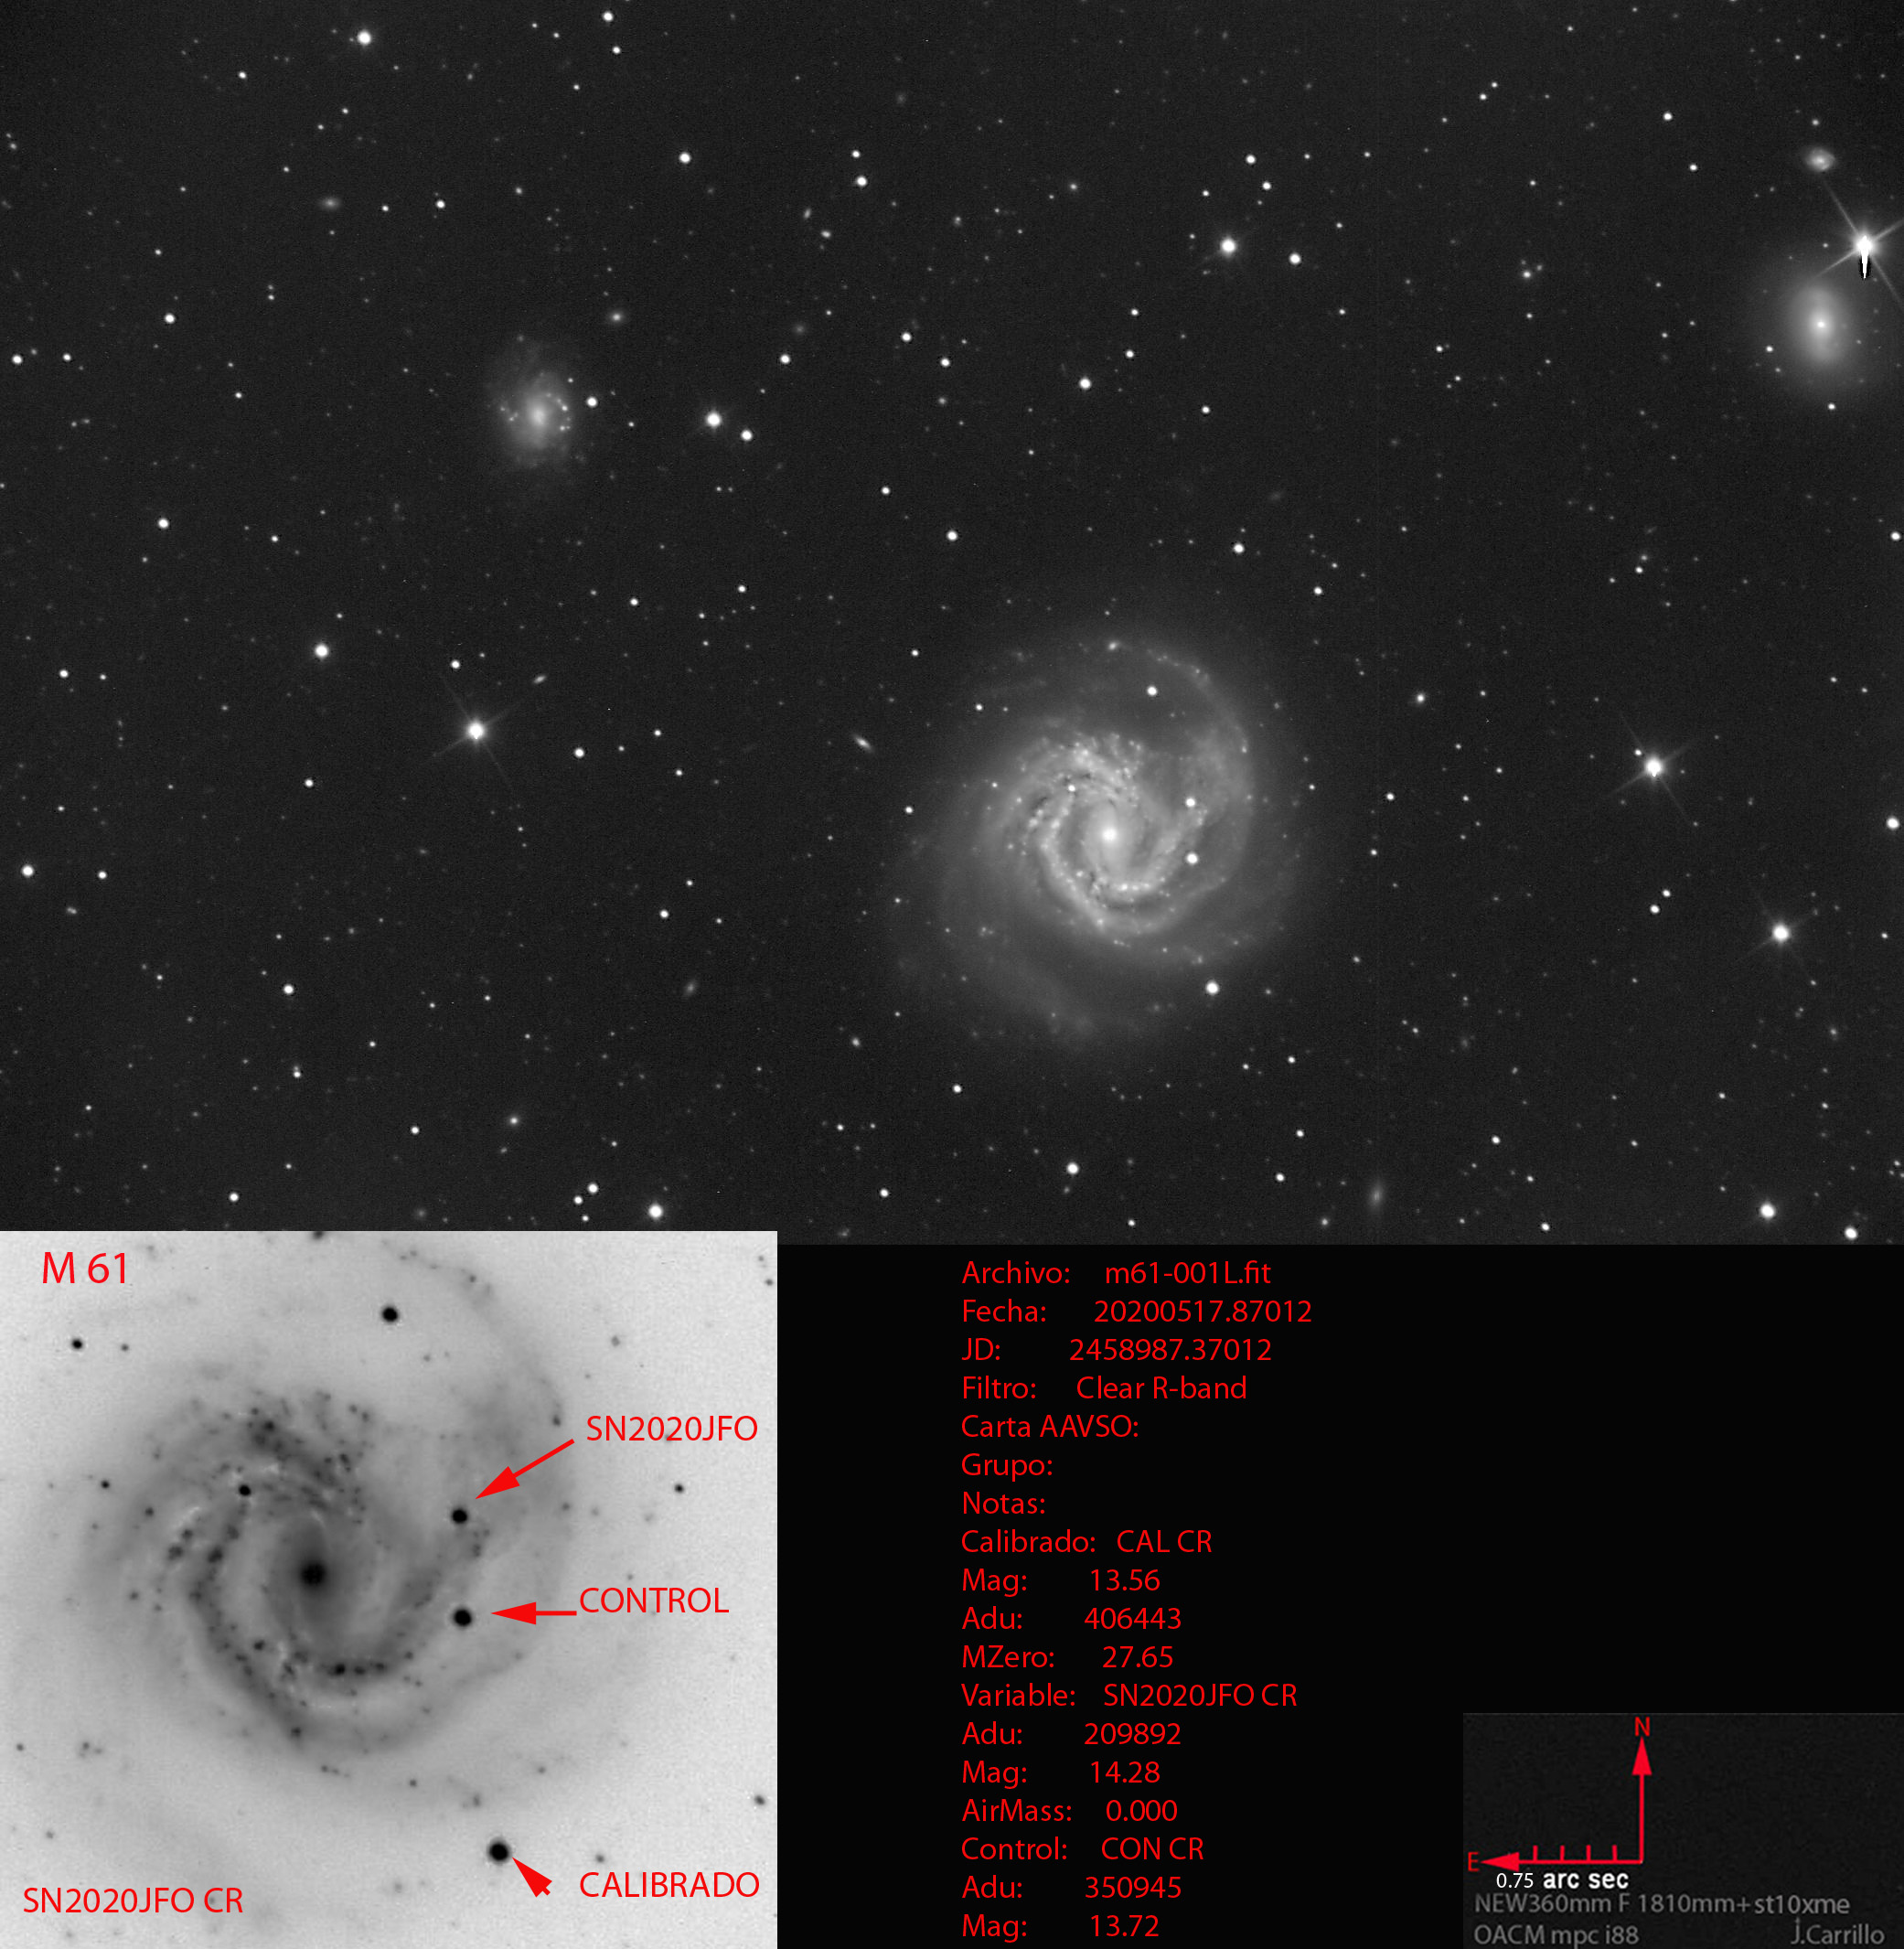 M 61
SN2020JFO
CONTROL
CALIBRADO
SN2020JFO CR
Archivo: m61-001L.fit
Fecha: 20200517.87012
JD: 2458987.37012
Filtro: Clear R-band
Carta AAVSO:
Grupo:
Notas:
Calibrado: CAL CR
Mag: 13.56
Adu: 406443
MZero: 27.65
Variable: SN2020JFO CR
Adu: 209892
Mag: 14.28
AirMass: 0.000
Control: CON CR
Adu: 350945
Mag: 13.72
N
E
0.75 arc sec
NEW360mm F 1810mm+st10xme
OACM mpc i88 J.Carrillo